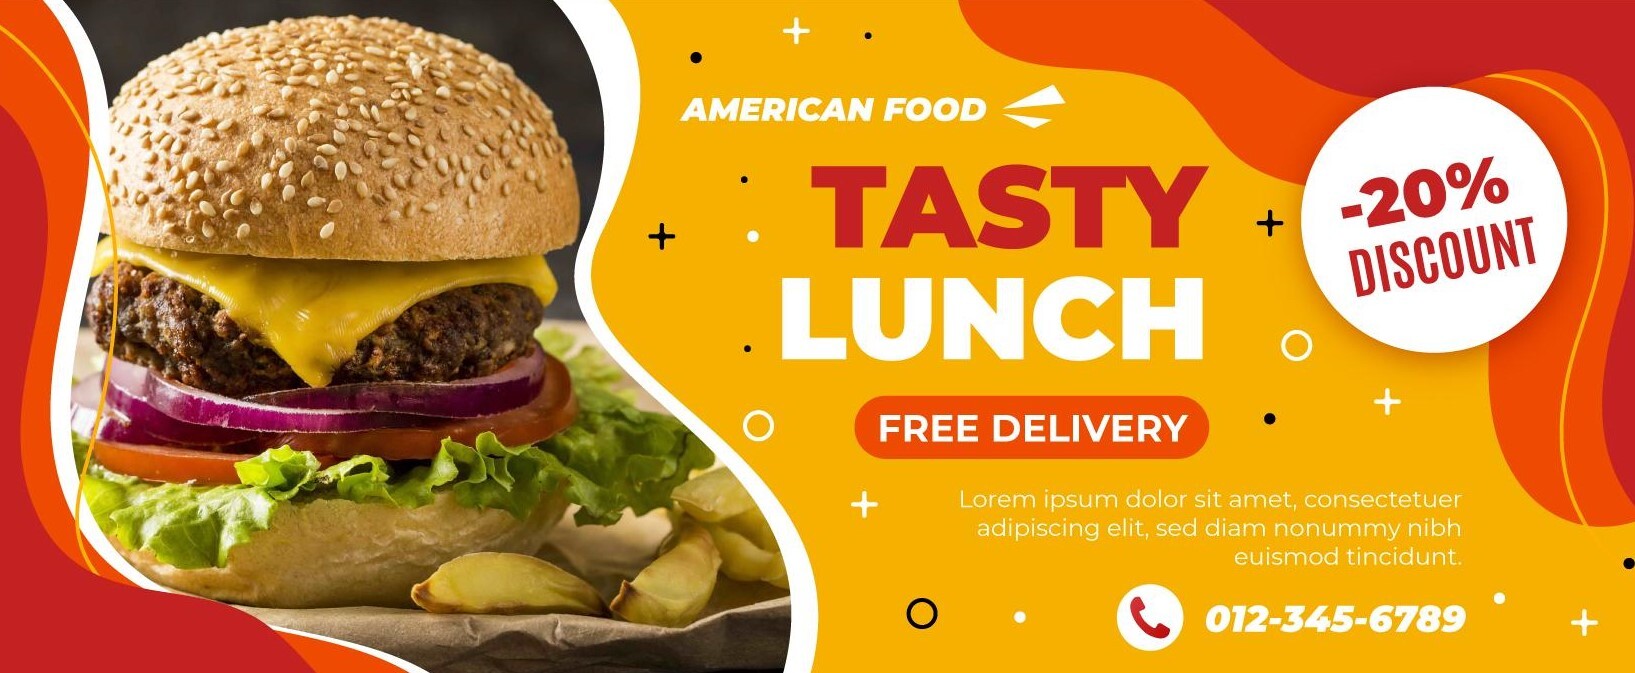 AMERICAN FOOD
TASTY
LUNCH
FREE DELIVERY
Lorem ipsum dolor sit amet, consectetuer
adipiscing elit, sed diam nonummy nibh
euismod tincidunt.
012-345-6789
-20%
DISCOUNT